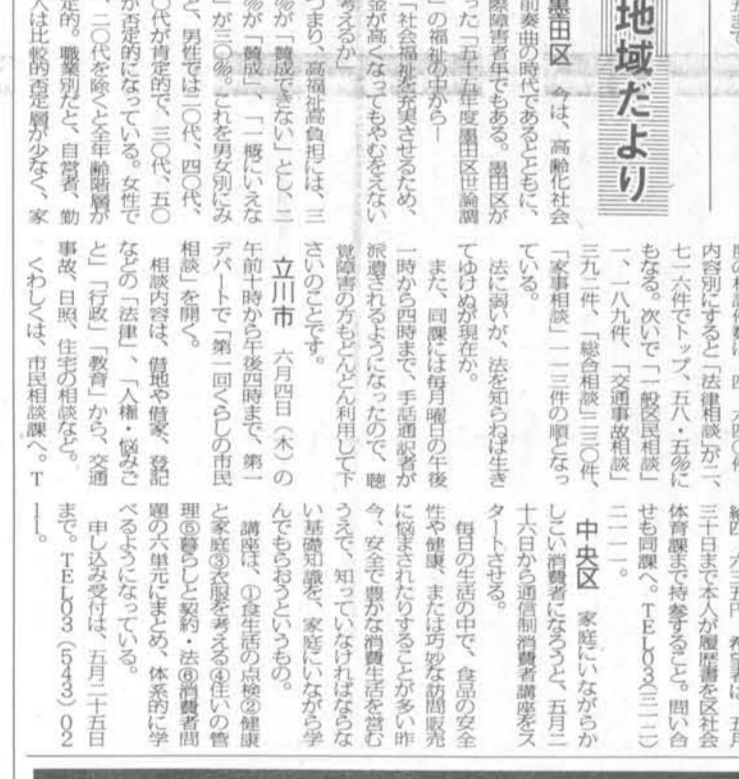 地域だより
墨田区 今は、高齢化社会
前奏曲の時代であるとともに、
際障害者年でもある。墨田区が
った「五十五年度墨田区世論調
」の福祉の中から―
「社会福祉を充実させるため、
金が高くなってもやむをえない
考えるか」
つまり、高福祉高負担には、三
%が「賛成できない」とし、二
%が「賛成」、「一概にいえな
」が三〇%。これを男女別にみ
と、男性では二〇代、四〇代、
〇代が肯定的で、三〇代、五〇
が否定的になっている。女性で
、二〇代を除くと全年齢階層が
定的。職業別だと、自営者、勤
人は比較的否定層が少なく、家
内容別にすると「法律相談」が二、
七一六件でトップ、五八・五%に
もなる。次いで「一般区民相談」
一、一八九件、「交通事故相談」
三九二件、「総合相談」二三〇件、
「家事相談」一一三件の順となっ
ている。
法に弱いが、法を知らねば生き
てゆけぬが現在か。
また、同課には毎月曜日の午後
一時から四時まで、手話通訳者が
派遣されるようになったので、聴
覚障害の方もどんどん利用して下
さいのことです。
立川市 六月四日（木）の
午前十時から午後四時まで、第一
デパートで「第一回くらしの市民
相談」を開く。
相談内容は、借地や借家、登記
などの「法律」、「人権・悩みご
と」「行政」「教育」から、交通
事故、日照、住宅の相談など。
くわしくは、市民相談課へ。T
三十日まで本人が履歴書を区社会
体育課まで持参すること。問い合
せも同課へ。TEL03（三一二）
二一一一。
中央区 家庭にいながらか
しこい消費者になろうと、五月二
十六日から通信制消費者講座をス
タートさせる。
毎日の生活の中で、食品の安全
性や健康、または巧妙な訪問販売
に悩まされたりすることが多い昨
今、安全で豊かな消費生活を営む
うえで、知っていなければならな
い基礎知識を、家庭にいながら学
んでもらおうというもの。
講座は、①食生活の点検②健康
と家庭③衣服を考える④住いの管
理⑤暮らしと契約・法⑥消費者問
題の六単元にまとめ、体系的に学
べるようになっている。
申し込み受付は、五月二十五日
まで。TEL03（543）02
11。